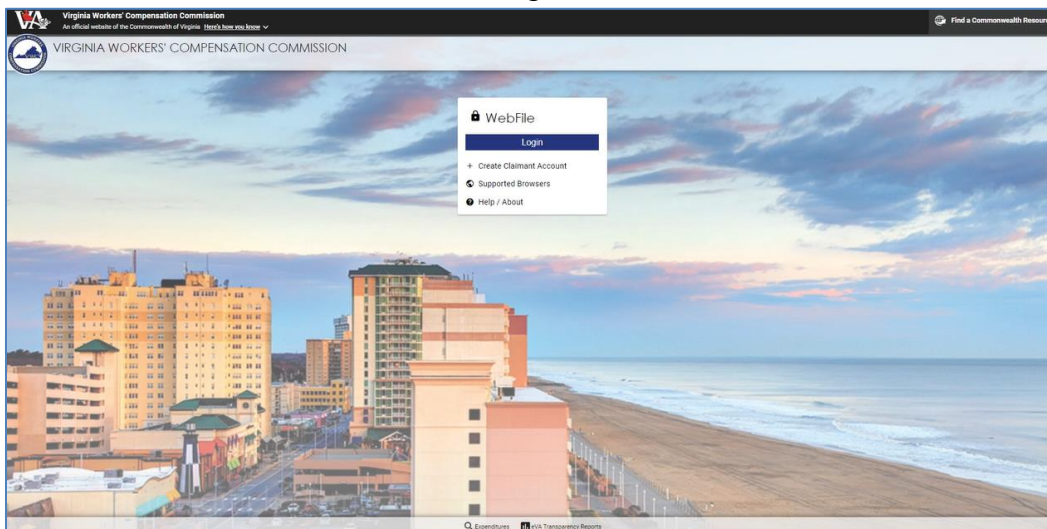 VA
Virginia Workers' Compensation Commission
An official website of the Commonwealth of Virginia Here's how you know
Find a Commonwealth Resour
VIRGINIA WORKERS' COMPENSATION COMMISSION
WebFile
Login
+ Create Claimant Account
Supported Browsers
Help / About
Expenditures eVA Transparency Reports